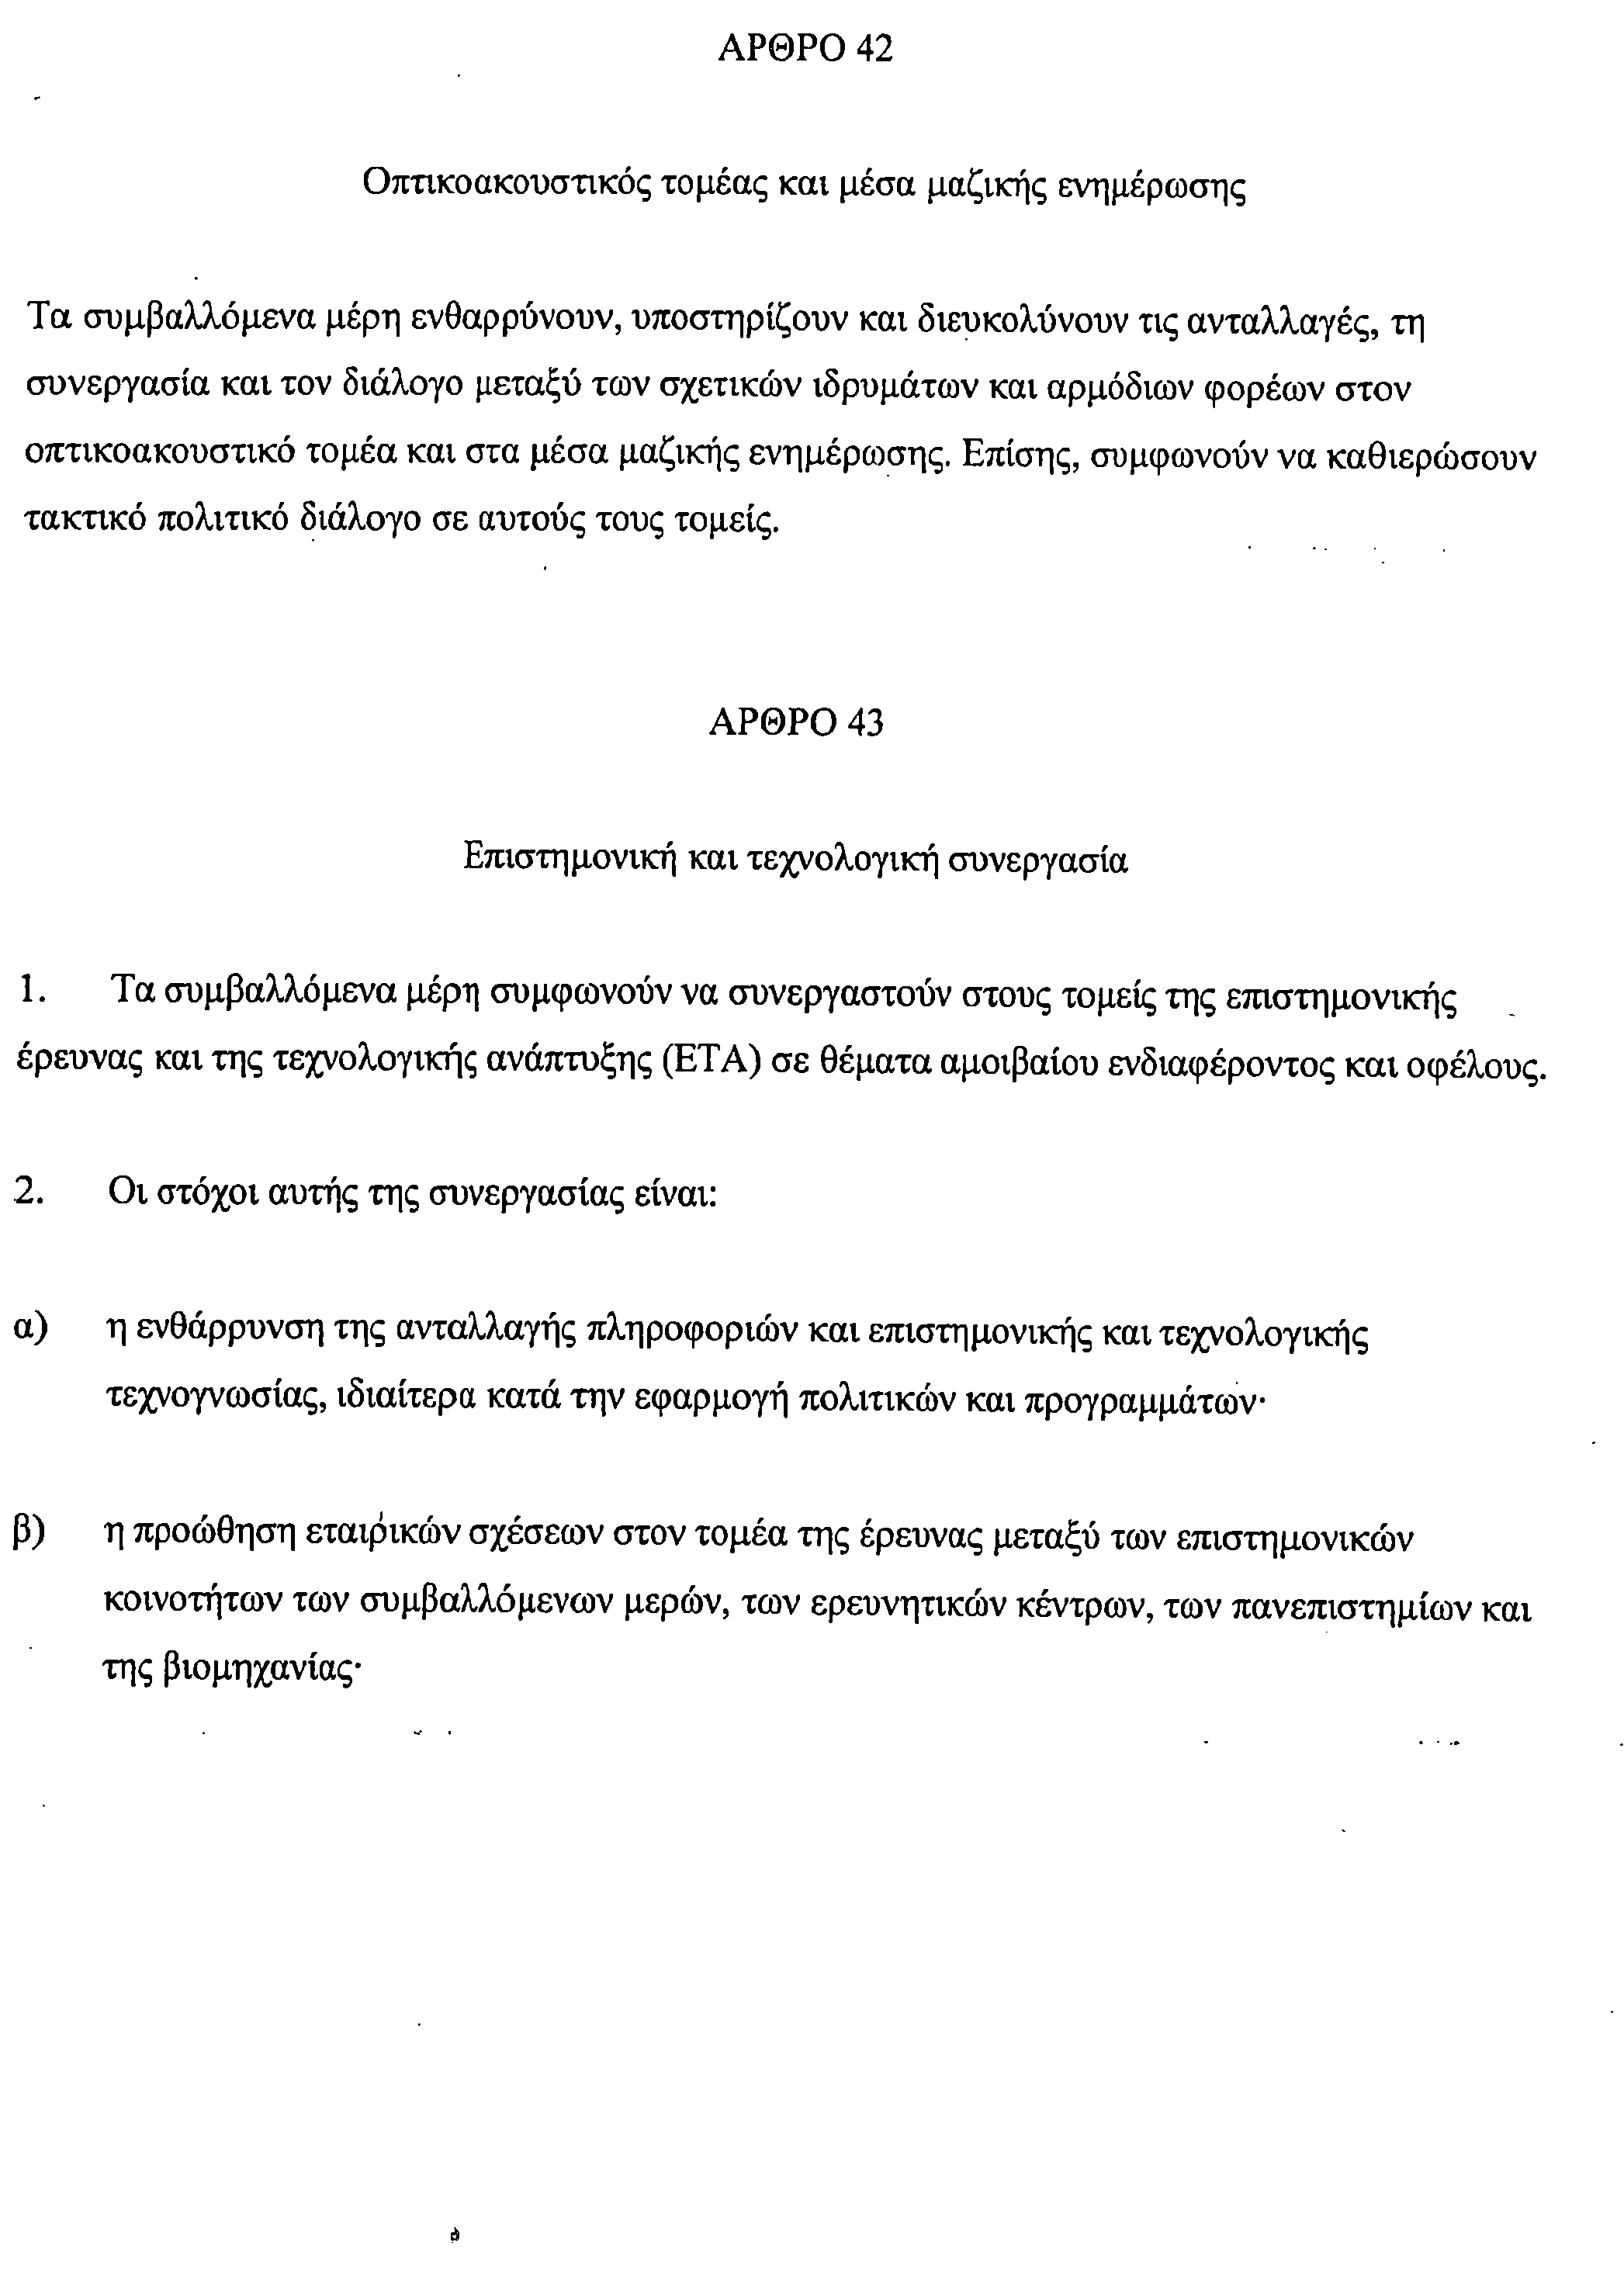 ΑΡΘΡΟ 42
Οπτικοακουστικός τομέας και μέσα μαζικής ενημέρωσης
Τα συμβαλλόμενα μέρη ενθαρρύνουν, υποστηρίζουν και διευκολύνουν τις ανταλλαγές, τη
συνεργασία και τον διάλογο μεταξύ των σχετικών ιδρυμάτων και αρμόδιων φορέων στον
οπτικοακουστικό τομέα και στα μέσα μαζικής ενημέρωσης. Επίσης, συμφωνούν να καθιερώσουν
τακτικό πολιτικό διάλογο σε αυτούς τους τομείς.
ΑΡΘΡΟ 43
Επιστημονική και τεχνολογική συνεργασία
1. Τα συμβαλλόμενα μέρη συμφωνούν να συνεργαστούν στους τομείς της επιστημονικής
έρευνας και της τεχνολογικής ανάπτυξης (ΕΤΑ) σε θέματα αμοιβαίου ενδιαφέροντος και οφέλους.
2. Οι στόχοι αυτής της συνεργασίας είναι:
α) η ενθάρρυνση της ανταλλαγής πληροφοριών και επιστημονικής και τεχνολογικής
τεχνογνωσίας, ιδιαίτερα κατά την εφαρμογή πολιτικών και προγραμμάτων·
β) η προώθηση εταιρικών σχέσεων στον τομέα της έρευνας μεταξύ των επιστημονικών
κοινοτήτων των συμβαλλόμενων μερών, των ερευνητικών κέντρων, των πανεπιστημίων και
της βιομηχανίας·